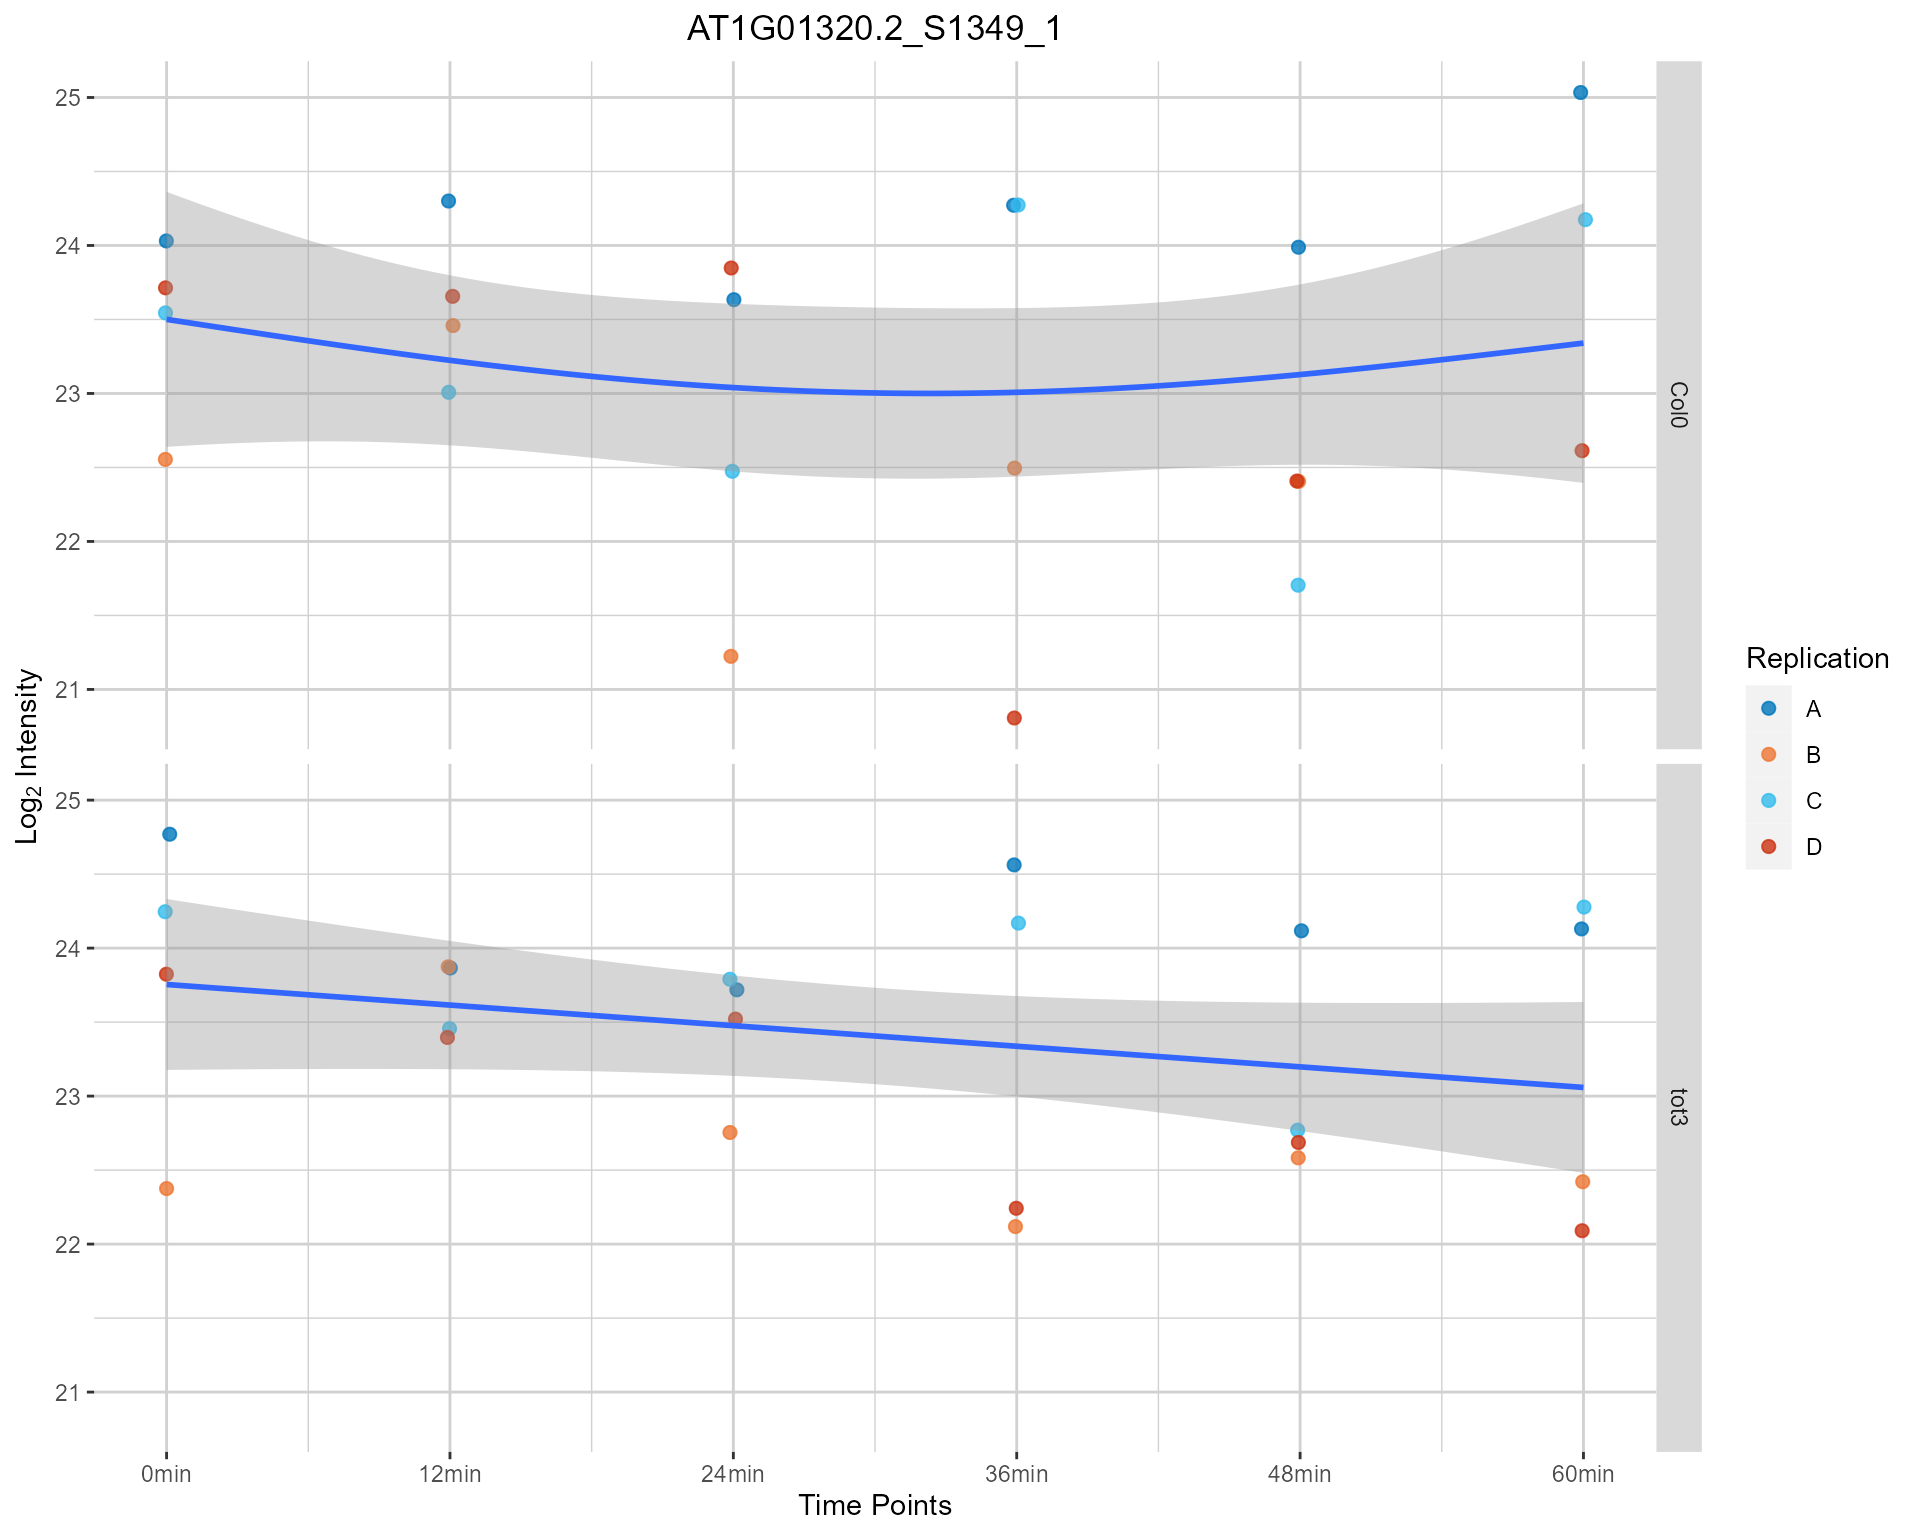 AT1G01320.2_S1349_1
25
24
23
22
21
Col0
25
24
23
22
21
tot3
Log₂ Intensity
0min 12min 24min 36min 48min 60min
Time Points
Replication
A
B
C
D